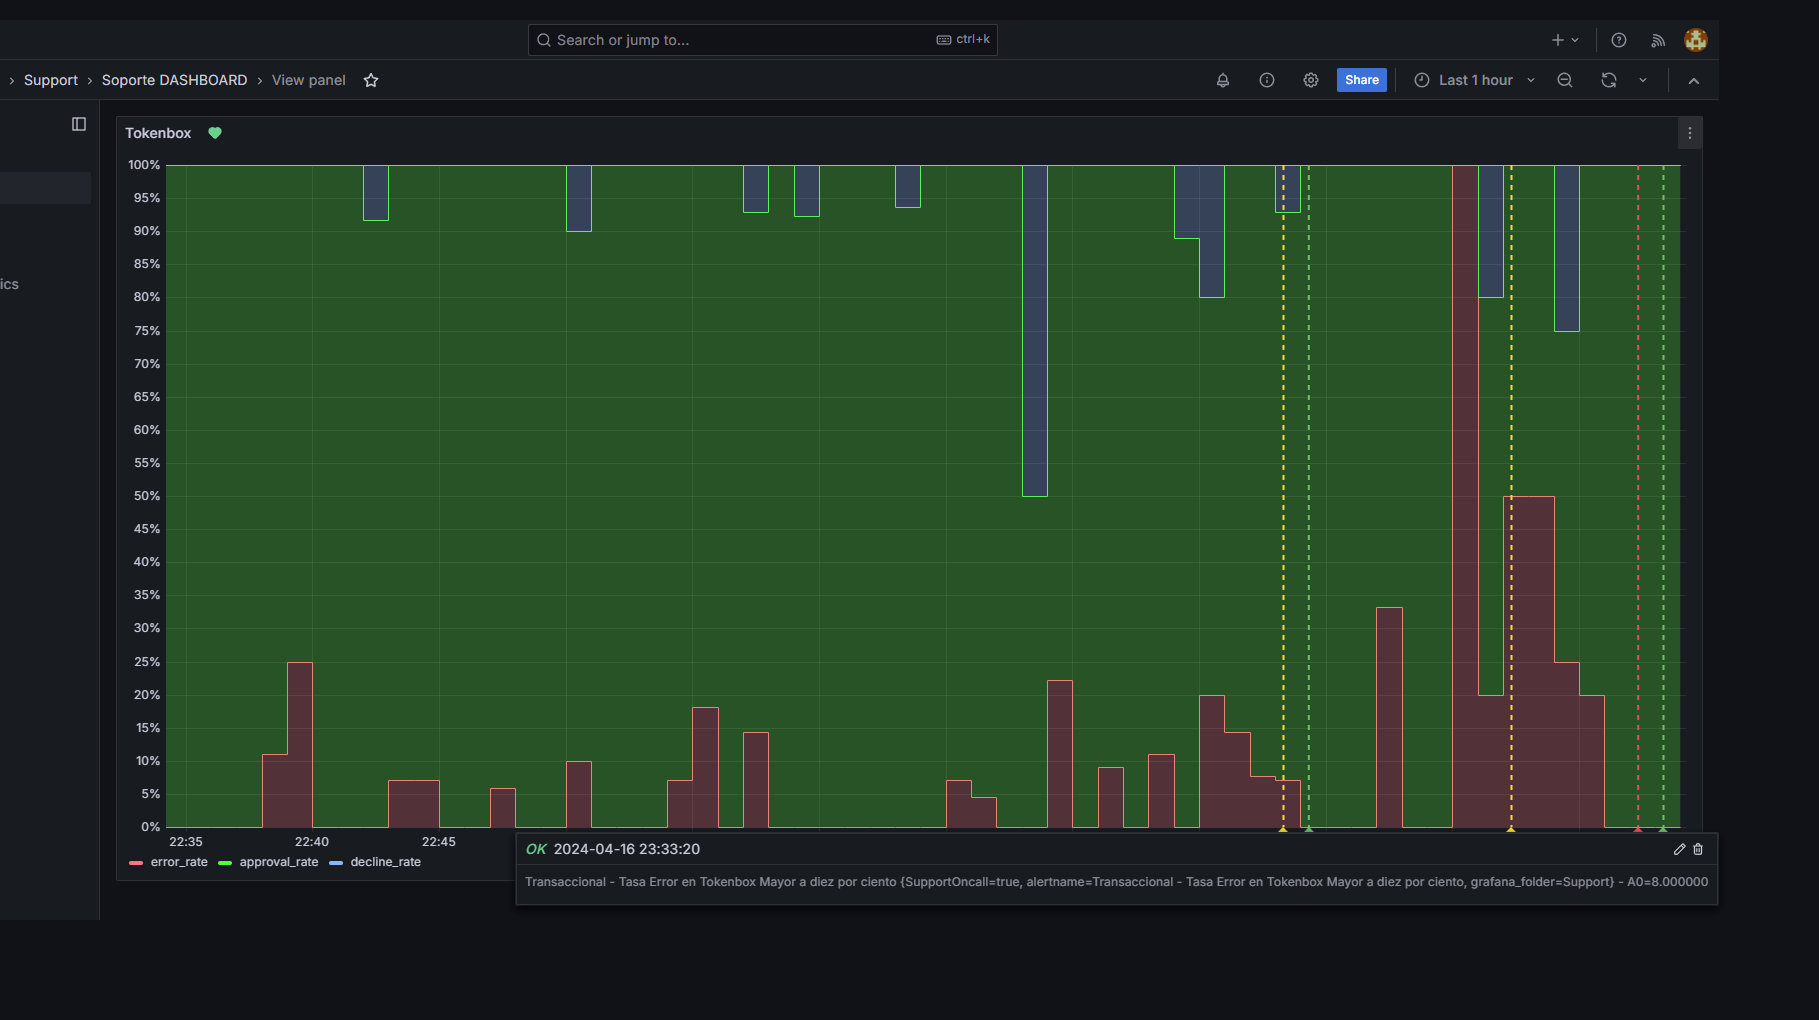 Search or jump to...
ctrl+k
Support
Soporte DASHBOARD
View panel
Share
Last 1 hour
ics
Tokenbox
100%
95%
90%
85%
80%
75%
70%
65%
60%
55%
50%
45%
40%
35%
30%
25%
20%
15%
10%
5%
0%
22:35
22:40
22:45
error_rate
approval_rate
decline_rate
OK 2024-04-16 23:33:20
Transaccional - Tasa Error en Tokenbox Mayor a diez por ciento {SupportOncall=true, alertname=Transaccional - Tasa Error en Tokenbox Mayor a diez por ciento, grafana_folder=Support} - A0=8.000000